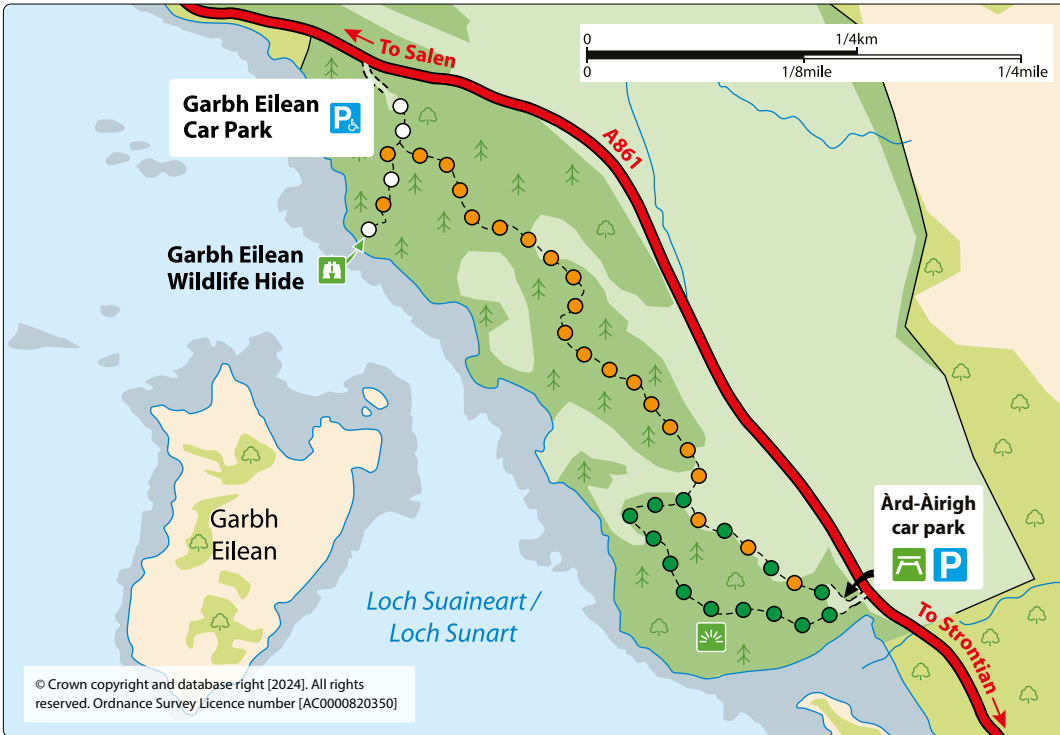 To Salen
0 1/4km
0 1/8mile 1/4mile
Garbh Eilean
Car Park
P
A861
Garbh Eilean
Wildlife Hide
Garbh
Eilean
Àrd-Àirigh
car park
P
Loch Suaineart /
Loch Sunart
To Strontian
© Crown copyright and database right [2024]. All rights
reserved. Ordnance Survey Licence number [AC0000820350]